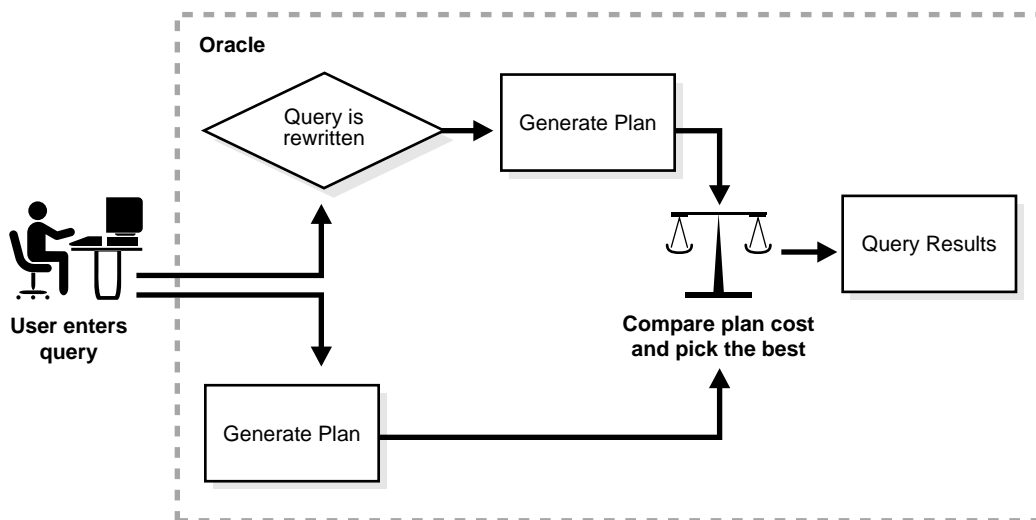 Oracle
Query is
rewritten
Generate Plan
Query Results
User enters
query
Compare plan cost
and pick the best
Generate Plan